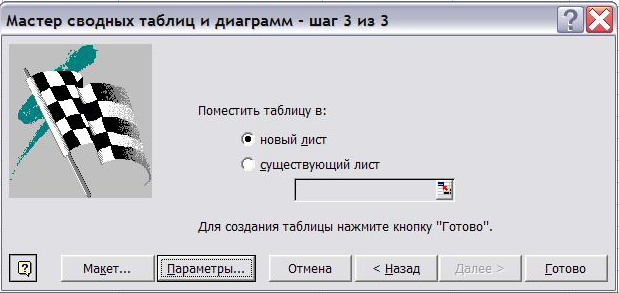 Мастер сводных таблиц и диаграмм - шаг 3 из 3
Поместить таблицу в:
новый лист
существующий лист
Для создания таблицы нажмите кнопку "Готово".
Макет... Параметры... Отмена < Назад Далее > Готово